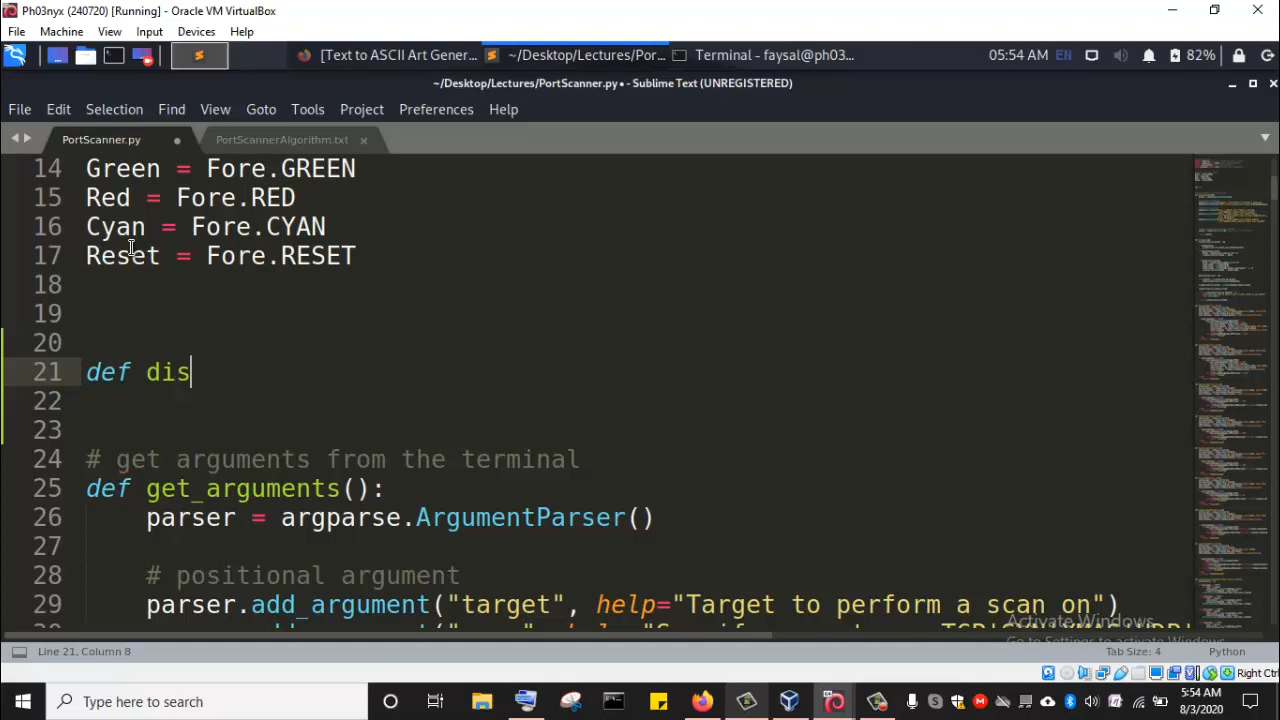 Ph03nyx (240720) [Running] - Oracle VM VirtualBox
File Machine View Input Devices Help
[Text to ASCII Art Gener... ~/Desktop/Lectures/Por... Terminal - faysal@ph03... 05:54 AM EN 82%
~/Desktop/Lectures/PortScanner.py • - Sublime Text (UNREGISTERED)
File Edit Selection Find View Goto Tools Project Preferences Help
PortScanner.py PortScannerAlgorithm.txt
14 Green = Fore.GREEN
15 Red = Fore.RED
16 Cyan = Fore.CYAN
17 Reset = Fore.RESET
18
19
20
21 def dis
22
23
24 # get arguments from the terminal
25 def get_arguments():
26 parser = argparse.ArgumentParser()
27
28 # positional argument
29 parser.add_argument("target", help="Target to perform a scan on")
Activate Windows
Go to Settings to activate Windows.
Line 21, Column 8 Tab Size: 4 Python
Right Ctrl
Type here to search
5:54 AM
8/3/2020